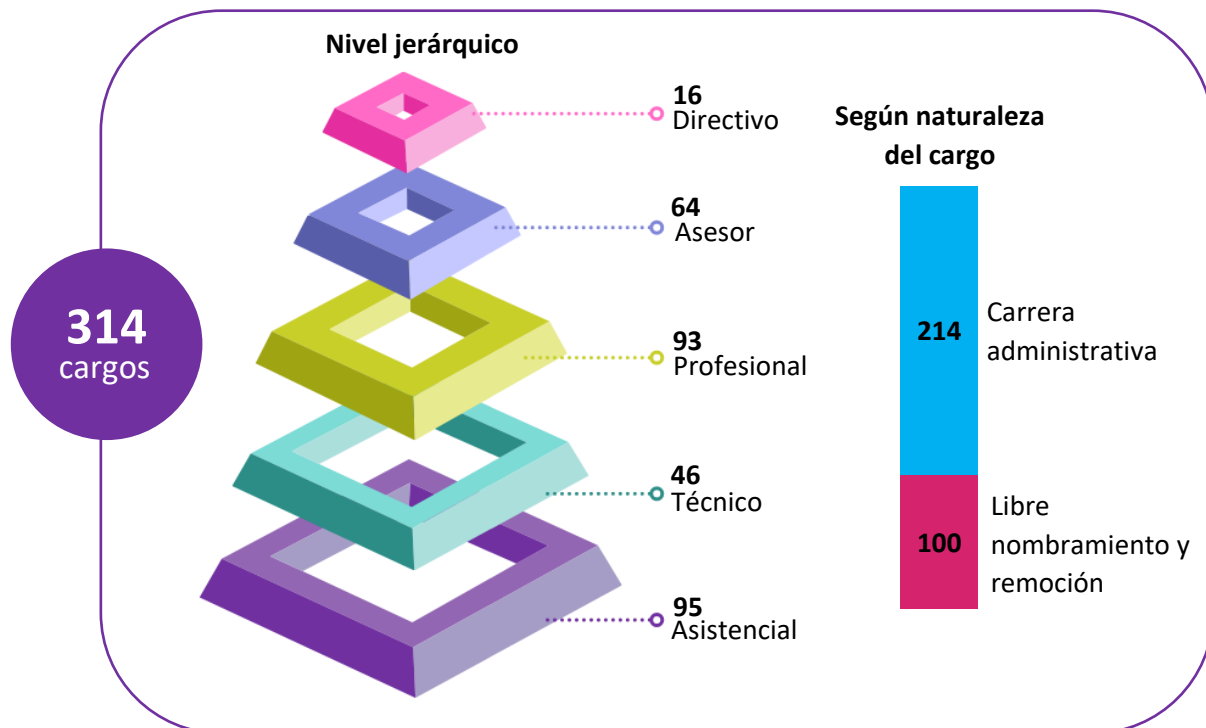 314
cargos
Nivel jerárquico
16
Directivo
64
Asesor
93
Profesional
46
Técnico
95
Asistencial
Según naturaleza
del cargo
214
Carrera
administrativa
100
Libre
nombramiento y
remoción